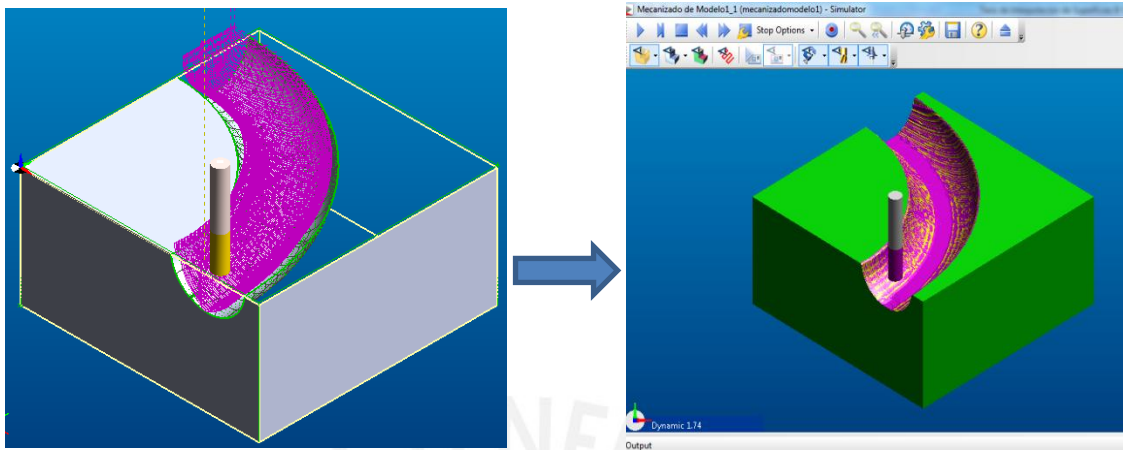 Mecanizado de Modelo1_1 (mecanizadomodelo1) - Simulator
Stop Options
Dynamic 1.74
Output